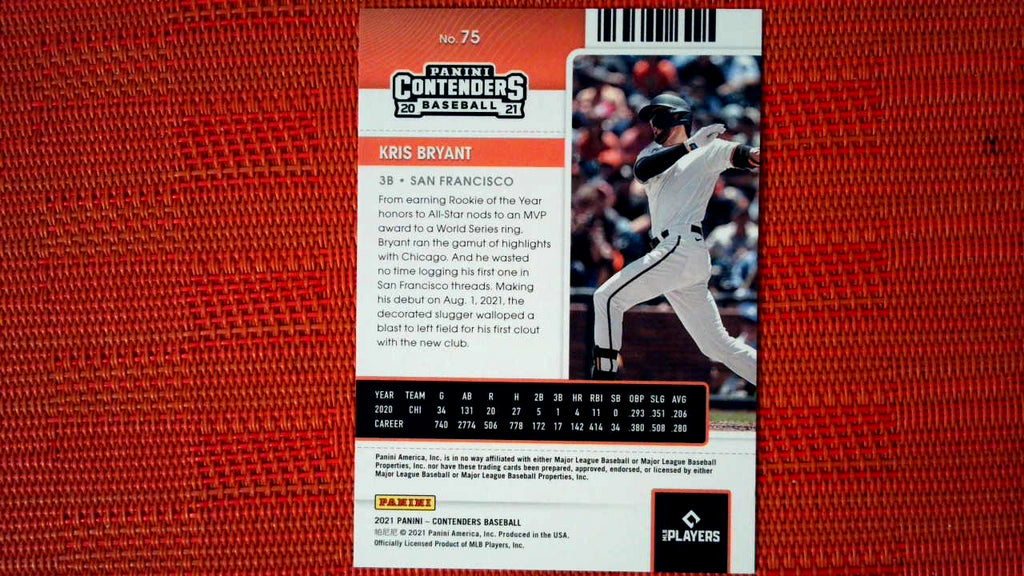 No. 75
PANINI
CONTENDERS
20 BASEBALL 21
KRIS BRYANT
3B • SAN FRANCISCO
From earning Rookie of the Year
honors to All-Star nods to an MVP
award to a World Series ring,
Bryant ran the gamut of highlights
with Chicago. And he wasted
no time logging his first one in
San Francisco threads. Making
his debut on Aug. 1, 2021, the
decorated slugger walloped a
blast to left field for his first clout
with the new club.
YEAR TEAM G AB R H 2B 3B HR RBI SB OBP SLG AVG
2020 CHI 34 131 20 27 5 1 4 11 0 .293 .351 .206
CAREER 740 2774 506 778 172 17 142 414 34 .380 .508 .280
Panini America, Inc. is in no way affiliated with either Major League Baseball or Major League Baseball
Properties, Inc. nor have these trading cards been prepared, approved, endorsed, or licensed by either
Major League Baseball or Major League Baseball Properties, Inc.
PANINI
2021 PANINI – CONTENDERS BASEBALL
帕尼尼 © 2021 Panini America, Inc. Produced in the USA.
Officially Licensed Product of MLB Players, Inc.
MLB PLAYERS